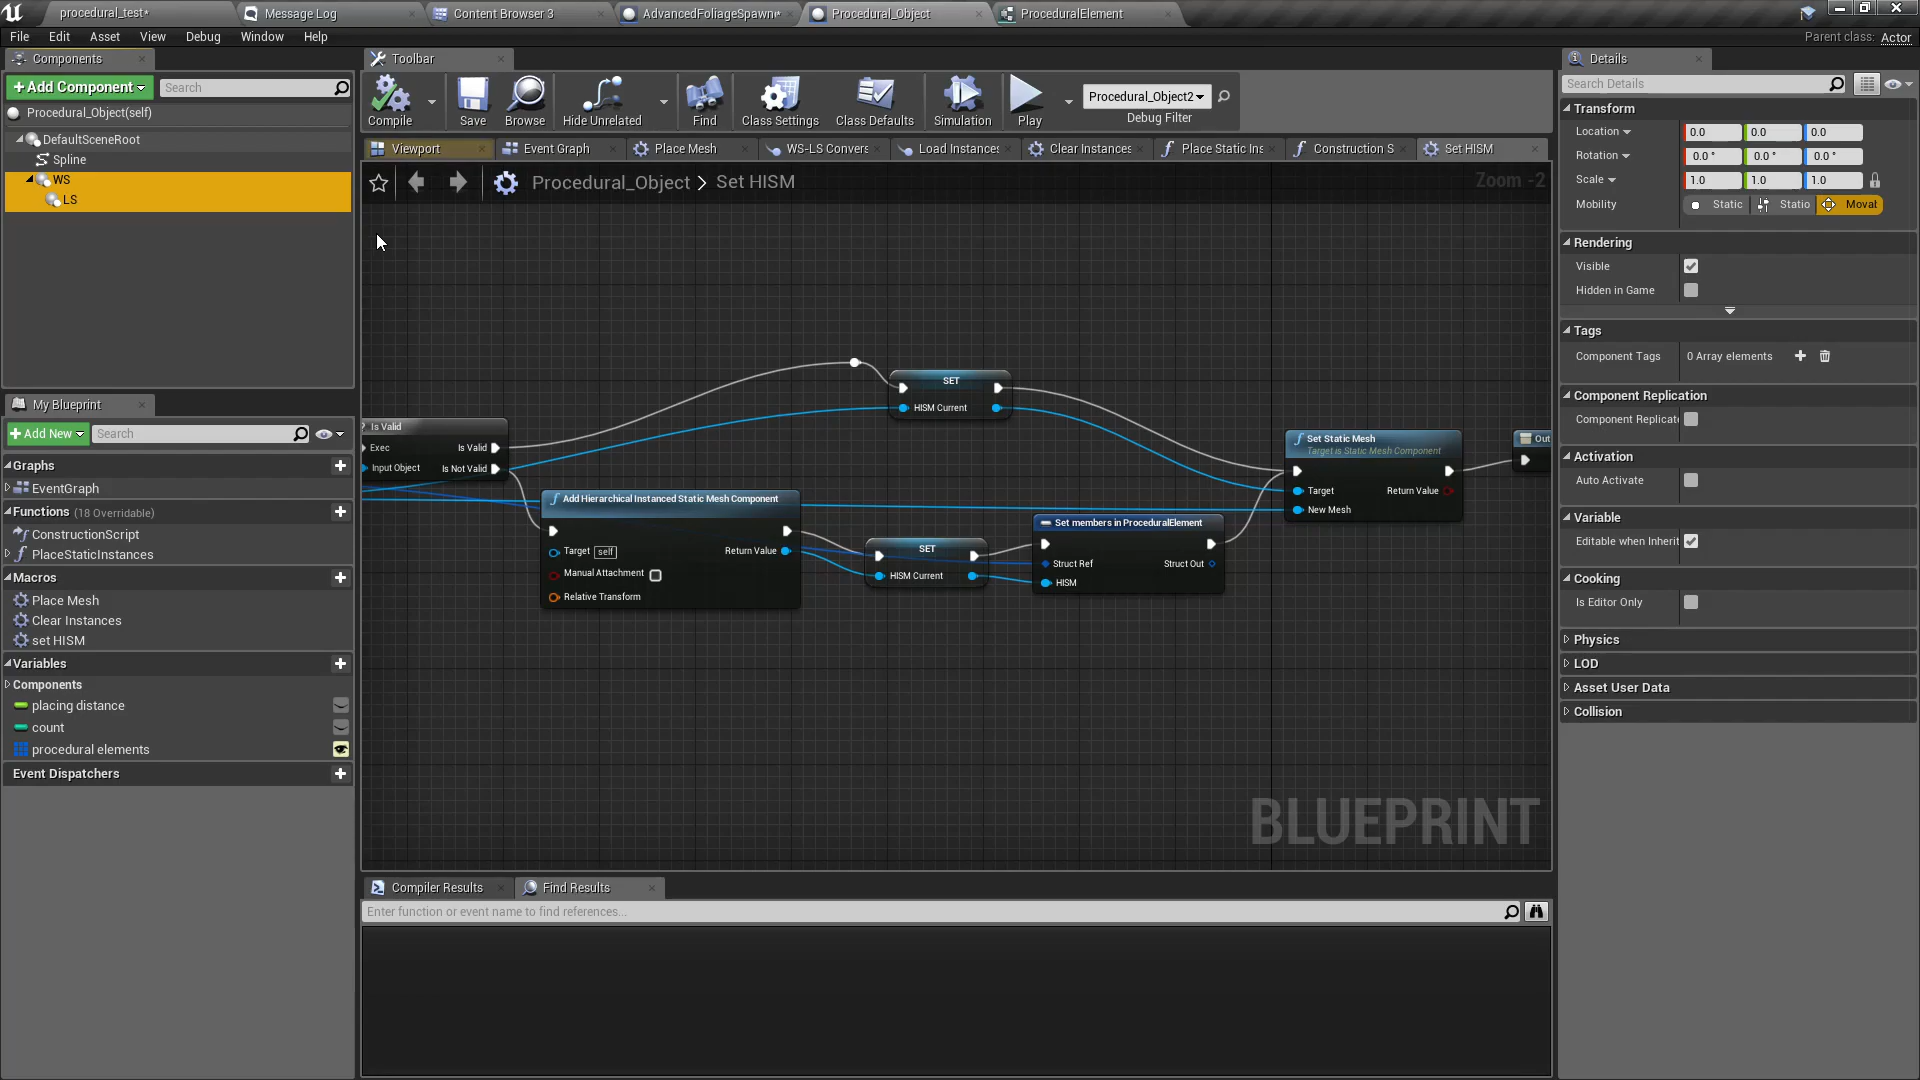 procedural_test*
Message Log
Content Browser 3
AdvancedFoliageSpawn*
Procedural_Object
ProceduralElement
File Edit Asset View Debug Window Help
Parent class: Actor
Components
Toolbar
Details
+Add Component
Search
Procedural_Object(self)
DefaultSceneRoot
Spline
WS
LS
Compile
Save
Browse
Hide Unrelated
Find
Class Settings
Class Defaults
Simulation
Play
Procedural_Object2
Debug Filter
Viewport
Event Graph
Place Mesh
WS-LS Convers
Load Instances
Clear Instances
Place Static Ins
Construction S
Set HISM
Procedural_Object > Set HISM
Zoom -2
Is Valid
Exec
Is Valid
Input Object
Is Not Valid
SET
HISM Current
Add Hierarchical Instanced Static Mesh Component
Target self
Return Value
Manual Attachment
Relative Transform
SET
HISM Current
Set members in ProceduralElement
Struct Ref
Struct Out
HISM
Set Static Mesh
Target is Static Mesh Component
Target
Return Value
New Mesh
Out
BLUEPRINT
My Blueprint
+Add New
Search
Graphs
EventGraph
Functions (18 Overridable)
ConstructionScript
PlaceStaticInstances
Macros
Place Mesh
Clear Instances
set HISM
Variables
Components
placing distance
count
procedural elements
Event Dispatchers
Compiler Results
Find Results
Enter function or event name to find references...
Search Details
Transform
Location 0.0 0.0 0.0
Rotation 0.0 ° 0.0 ° 0.0 °
Scale 1.0 1.0 1.0
Mobility Static Statio Moval
Rendering
Visible
Hidden in Game
Tags
Component Tags 0 Array elements
Component Replication
Component Replicate
Activation
Auto Activate
Variable
Editable when Inherit
Cooking
Is Editor Only
Physics
LOD
Asset User Data
Collision